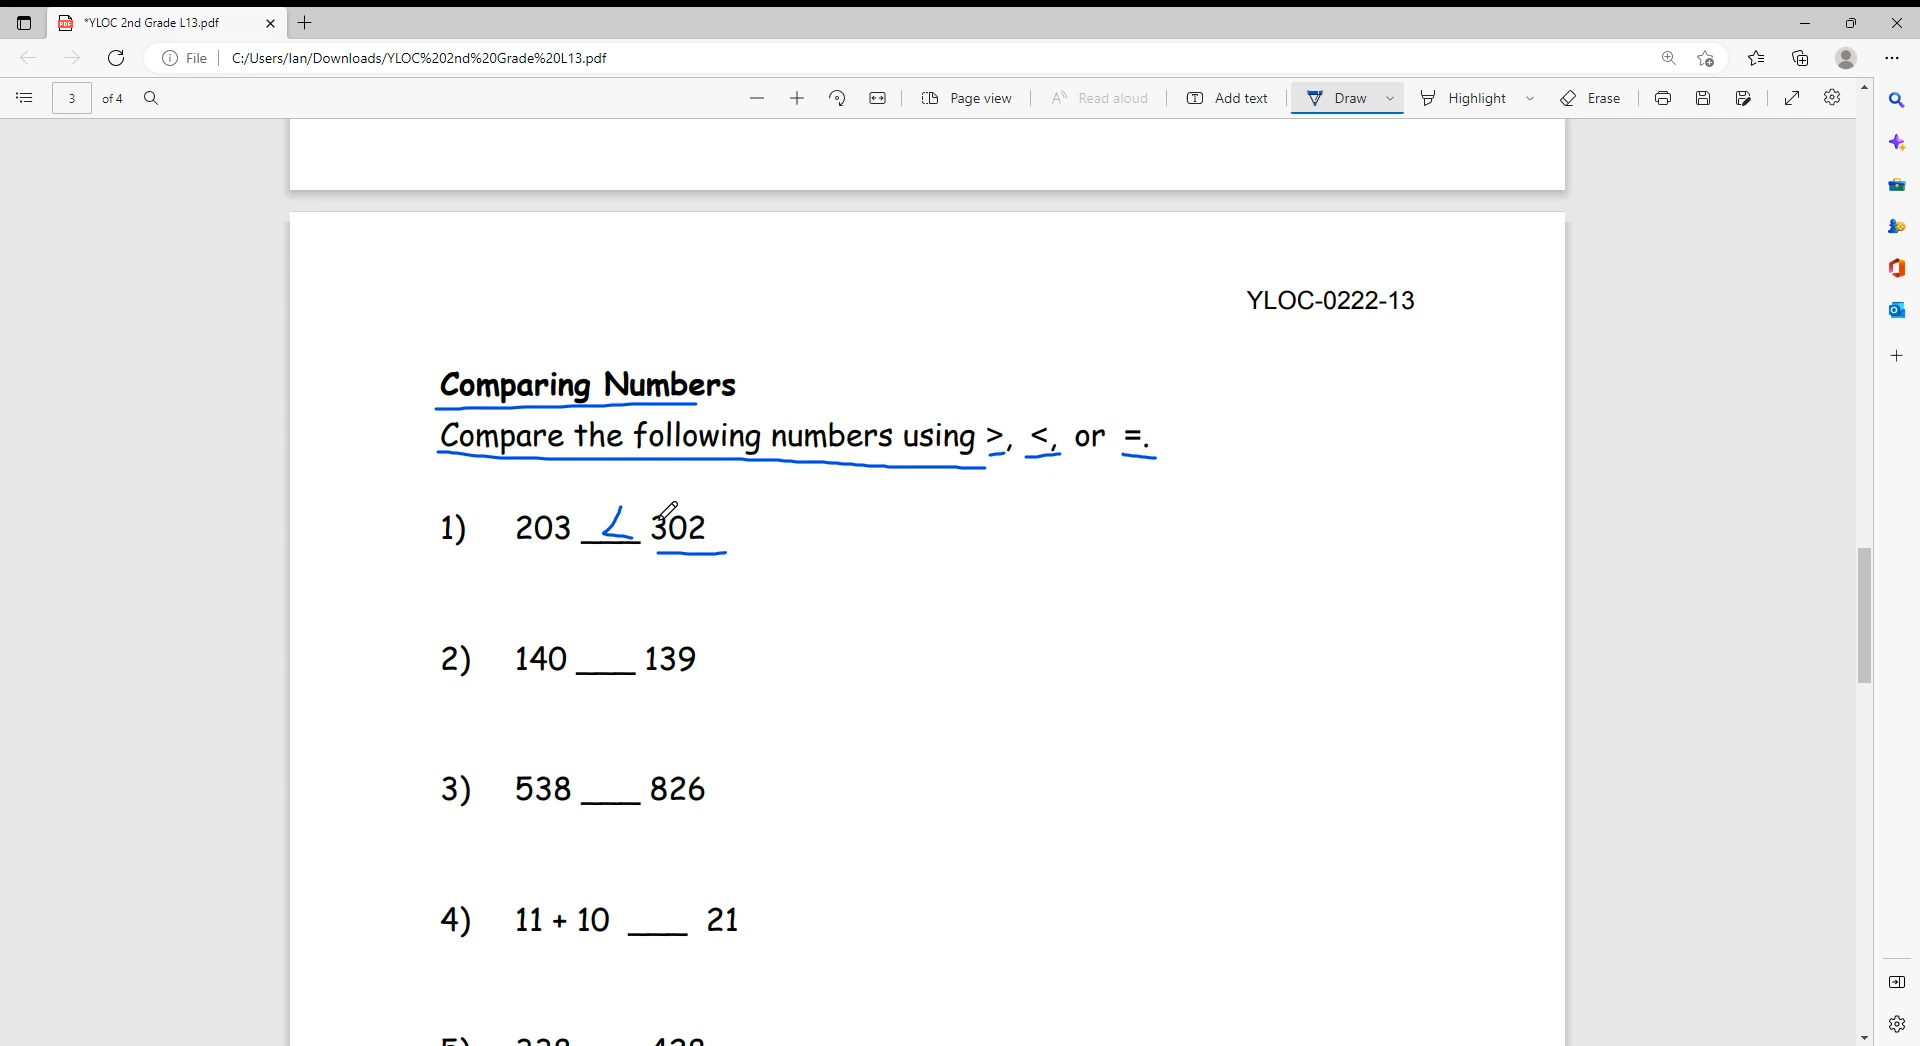 *YLOC 2nd Grade L13.pdf
File C:/Users/Ian/Downloads/YLOC%202nd%20Grade%20L13.pdf
3 of 4 Page view Read aloud Add text Draw Highlight Erase
YLOC-0222-13
Comparing Numbers
Compare the following numbers using >, <, or =.
1) 203 < 302
2) 140 ___ 139
3) 538 ___ 826
4) 11 + 10 ___ 21